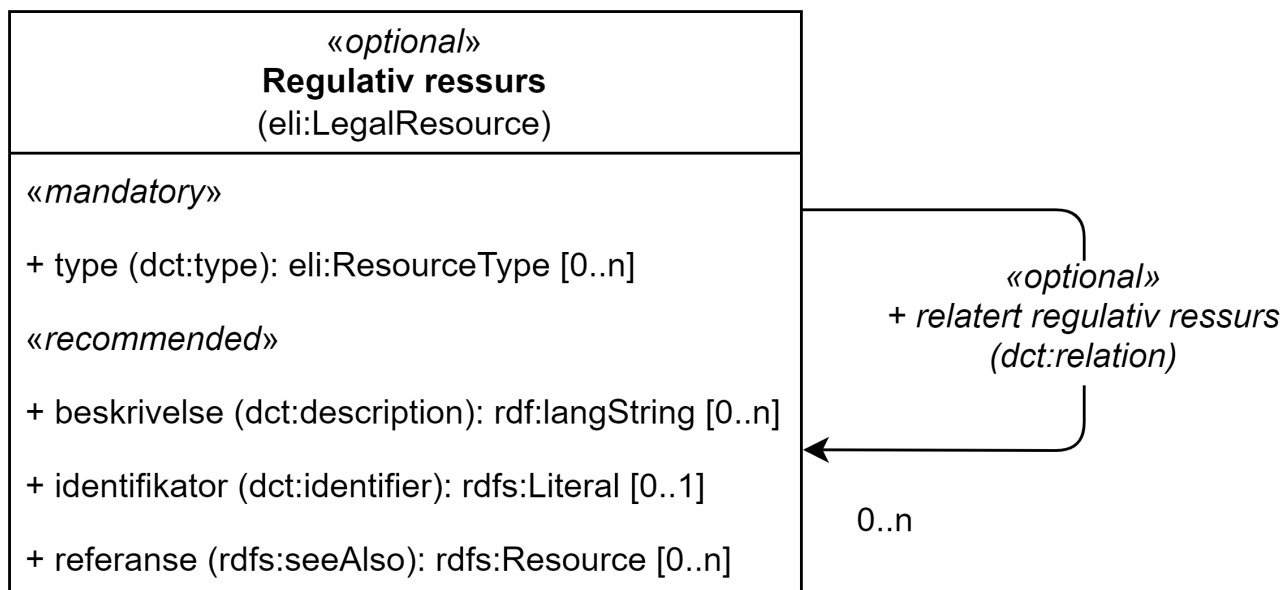 «optional»
Regulativ ressurs
(eli:LegalResource)
«mandatory»
+ type (dct:type): eli:ResourceType [0..n]
«recommended»
+ beskrivelse (dct:description): rdf:langString [0..n]
+ identifikator (dct:identifier): rdfs:Literal [0..1]
+ referanse (rdfs:seeAlso): rdfs:Resource [0..n]
«optional»
+ relatert regulativ ressurs
(dct:relation)
0..n